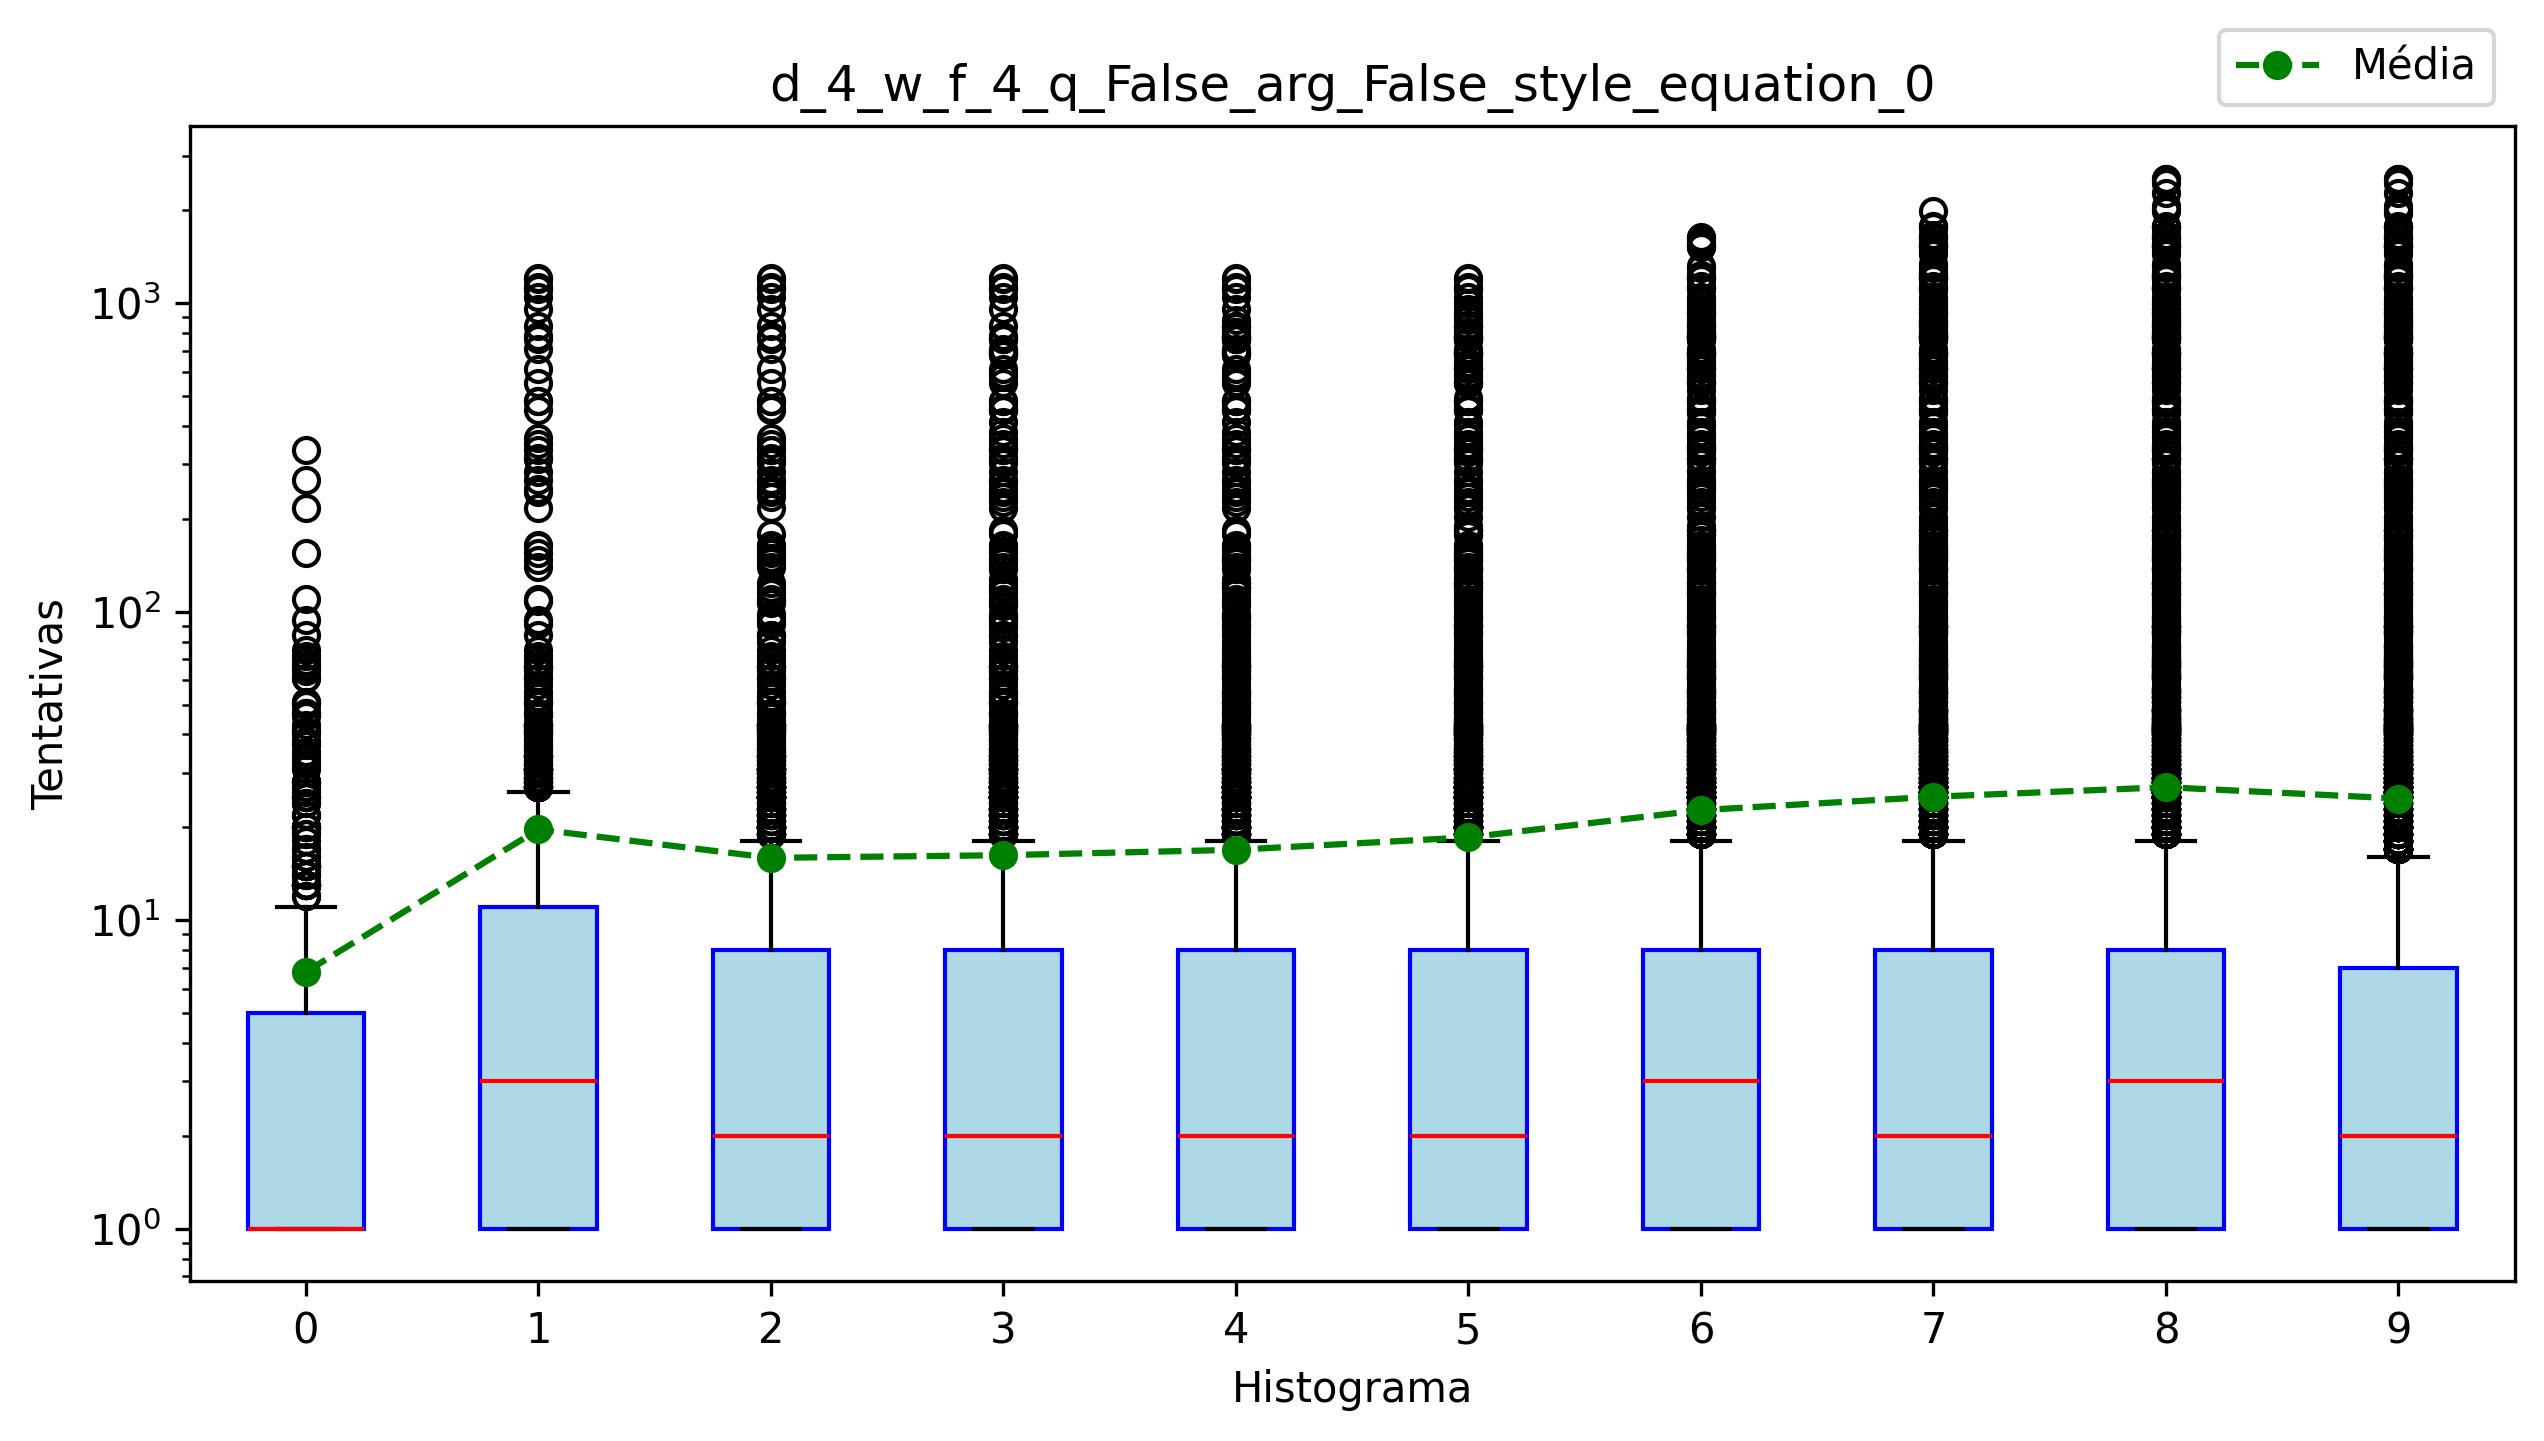 d_4_w_f_4_q_False_arg_False_style_equation_0
Média
Tentativas
10³
10²
10¹
10⁰
0 1 2 3 4 5 6 7 8 9
Histograma